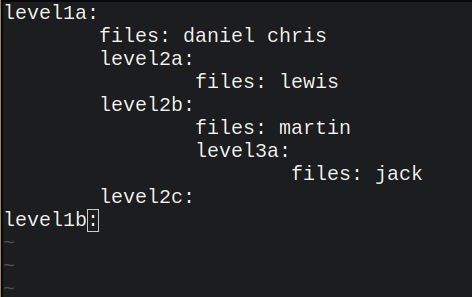 level1a:
        files: daniel chris
        level2a:
                files: lewis
        level2b:
                files: martin
                level3a:
                        files: jack
        level2c:
level1b:
~
~
~